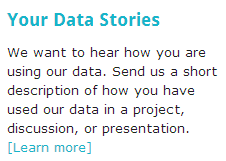 Your Data Stories
We want to hear how you are
using our data. Send us a short
description of how you have
used our data in a project,
discussion, or presentation.
[Learn more]